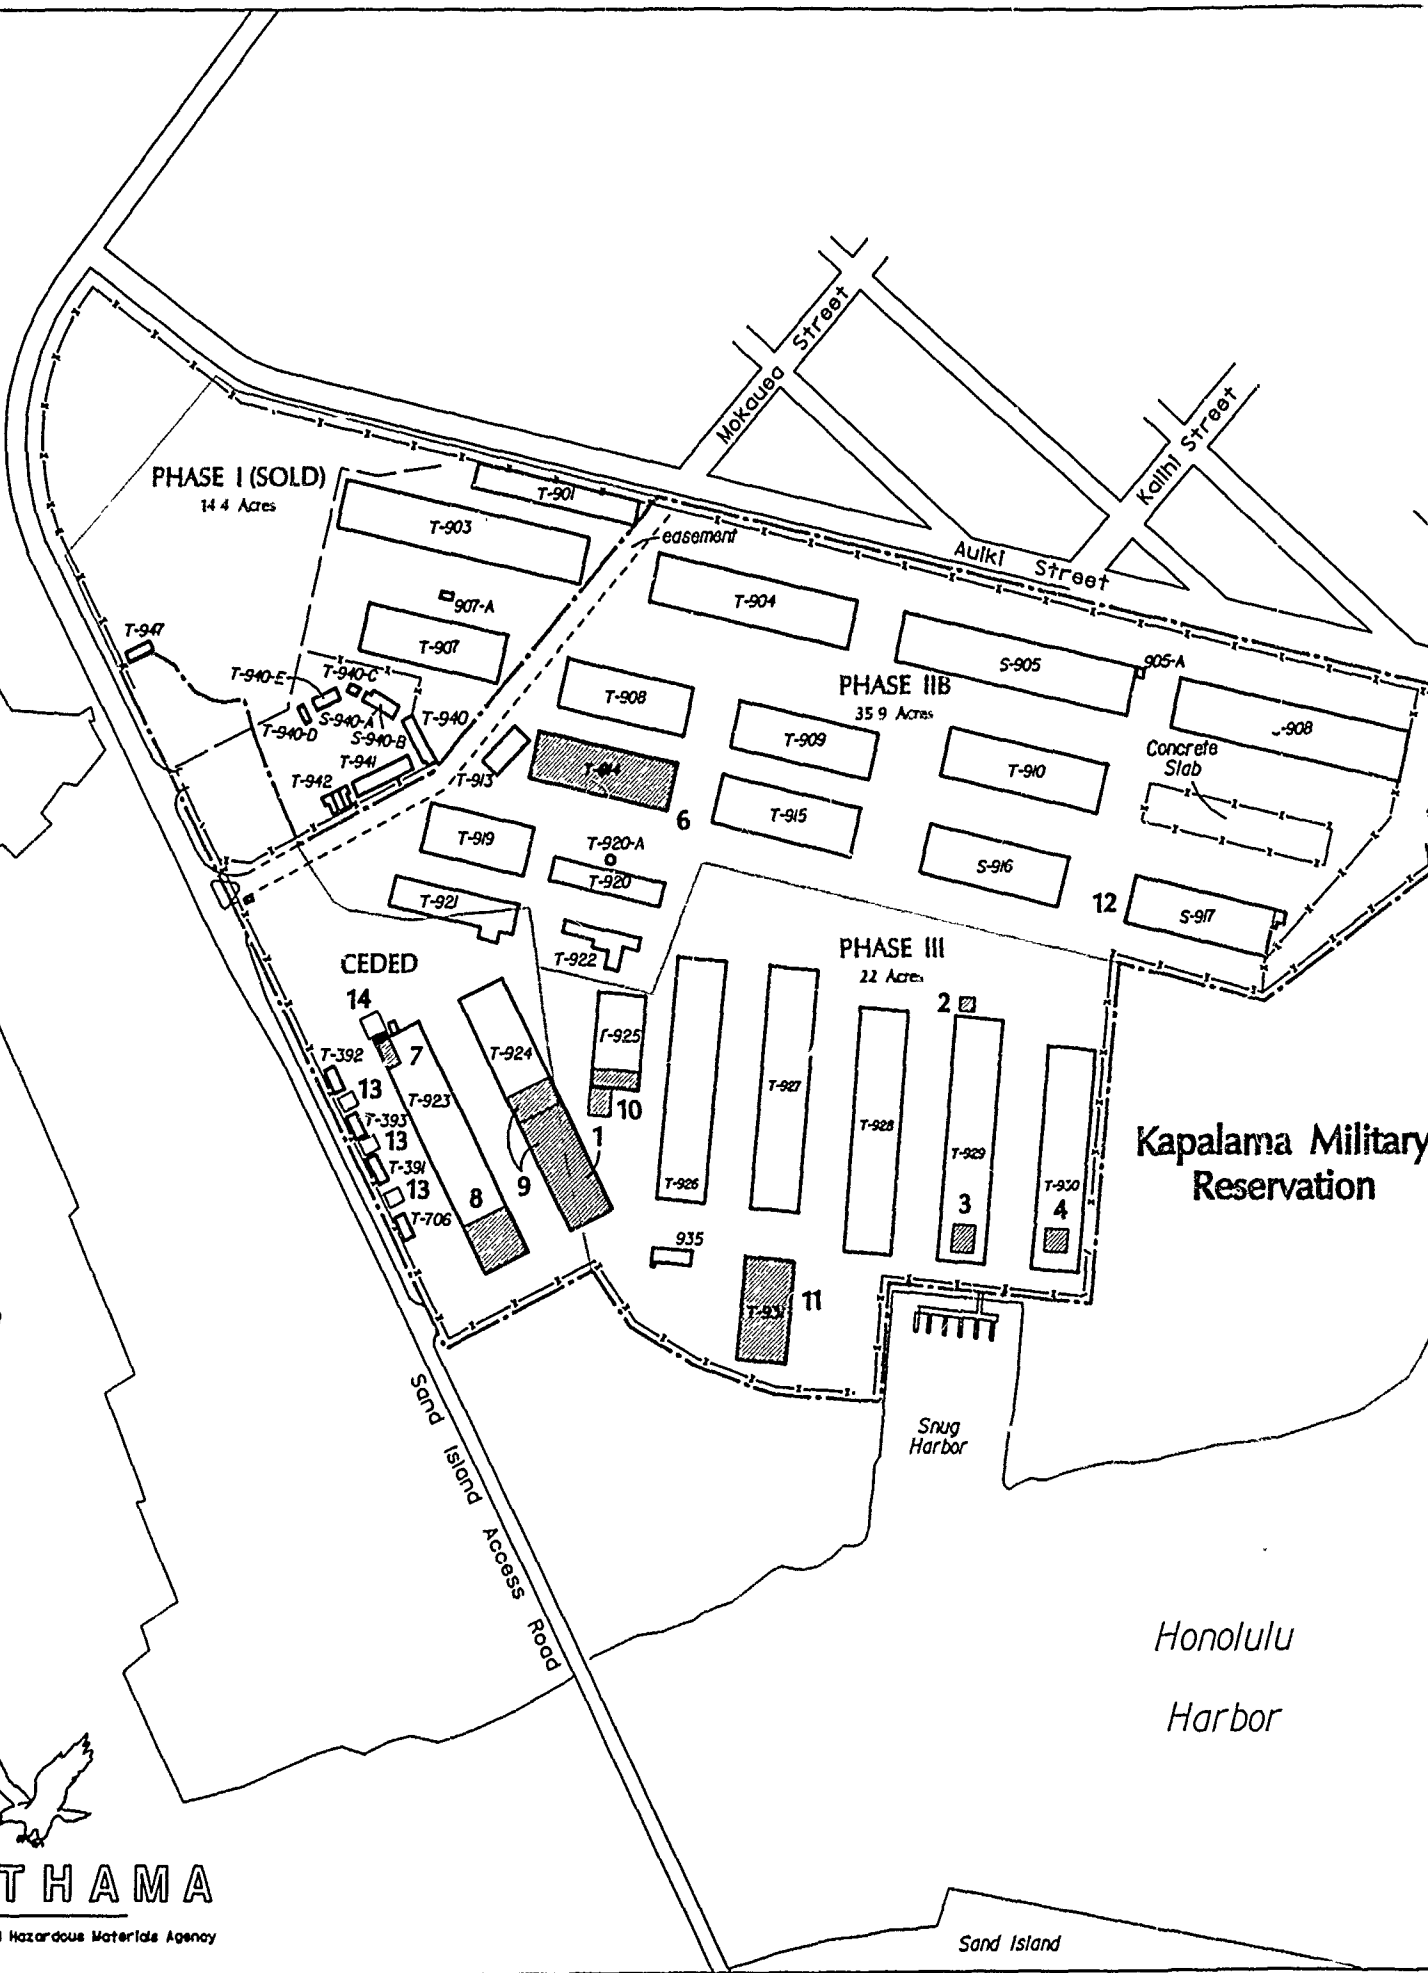 Mokauea Street
Kalihi Street
PHASE I (SOLD)
14.4 Acres
T-901
T-903
easement
Auiki Street
907-A
T-904
T-947
T-907
S-905
905-A
T-940-E
T-940-C
T-908
PHASE IIB
35.9 Acres
S-940-A
T-940
T-940-D
S-940-B
T-909
-908
Concrete
Slab
T-941
T-942
T-913
T-914
T-910
6
T-915
T-919
T-920-A
T-920
S-916
T-921
12
S-917
T-922
CEDED
PHASE III
22 Acres
14
2
T-925
T-392
7
T-924
13
T-923
T-927
10
T-393
13
1
T-928
T-391
T-929
Kapalama Military
Reservation
13
9
T-926
T-930
8
3
4
T-706
935
11
T-931
Sand Island Access Road
Snug
Harbor
Honolulu
Harbor
THAMA
Hazardous Materials Agency
Sand Island